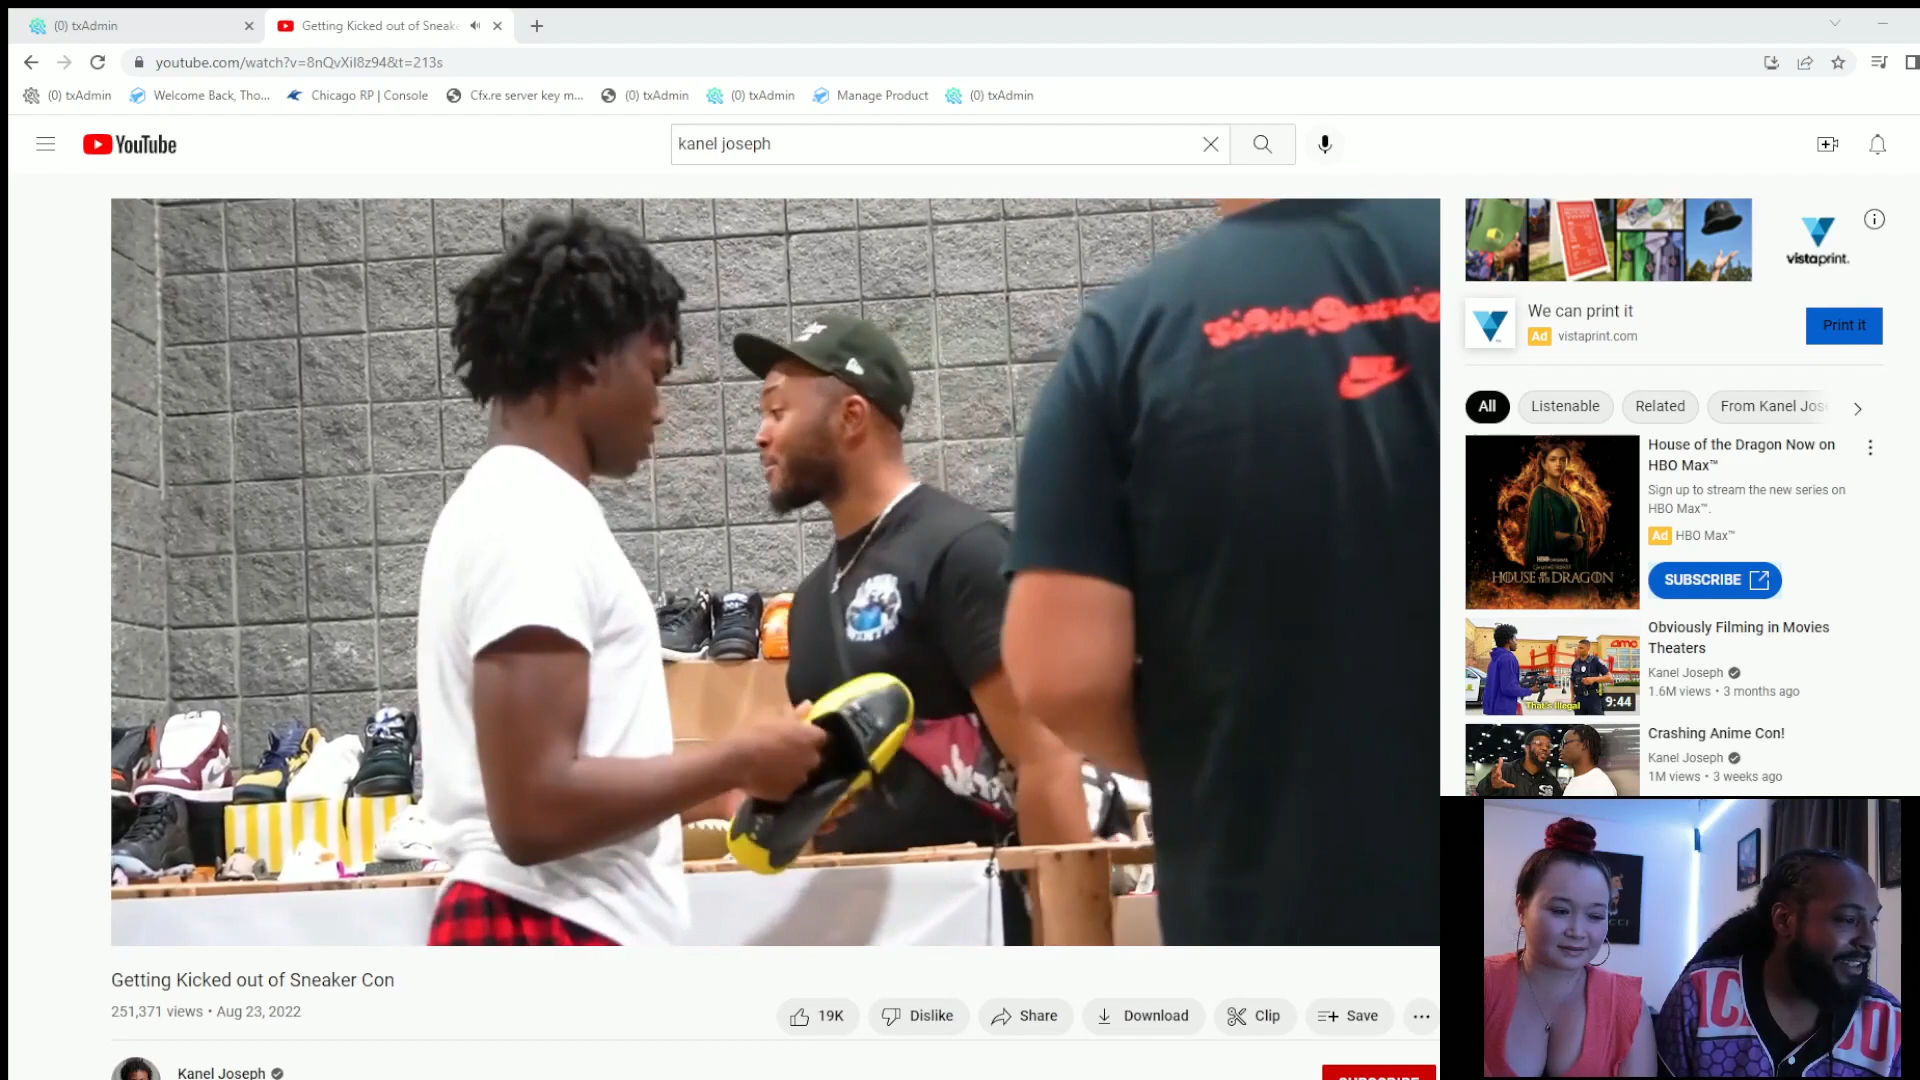 (0) txAdmin
Getting Kicked out of Sneake
youtube.com/watch?v=8nQvXil8z94&t=213s
(0) txAdmin
Welcome Back, Tho...
Chicago RP | Console
Cfx.re server key m...
(0) txAdmin
(0) txAdmin
Manage Product
(0) txAdmin
YouTube
kanel joseph
vistaprint.
We can print it
Ad vistaprint.com
Print it
All
Listenable
Related
From Kanel Jos
House of the Dragon Now on
HBO Max™
Sign up to stream the new series on
HBO Max™.
Ad HBO Max™
SUBSCRIBE
HOUSE OF THE DRAGON
Obviously Filming in Movies
Theaters
Kanel Joseph
1.6M views • 3 months ago
amc
That's Illegal
9:44
Crashing Anime Con!
Kanel Joseph
1M views • 3 weeks ago
Getting Kicked out of Sneaker Con
251,371 views • Aug 23, 2022
19K
Dislike
Share
Download
Clip
Save
Kanel Joseph
SUBSCRIBE